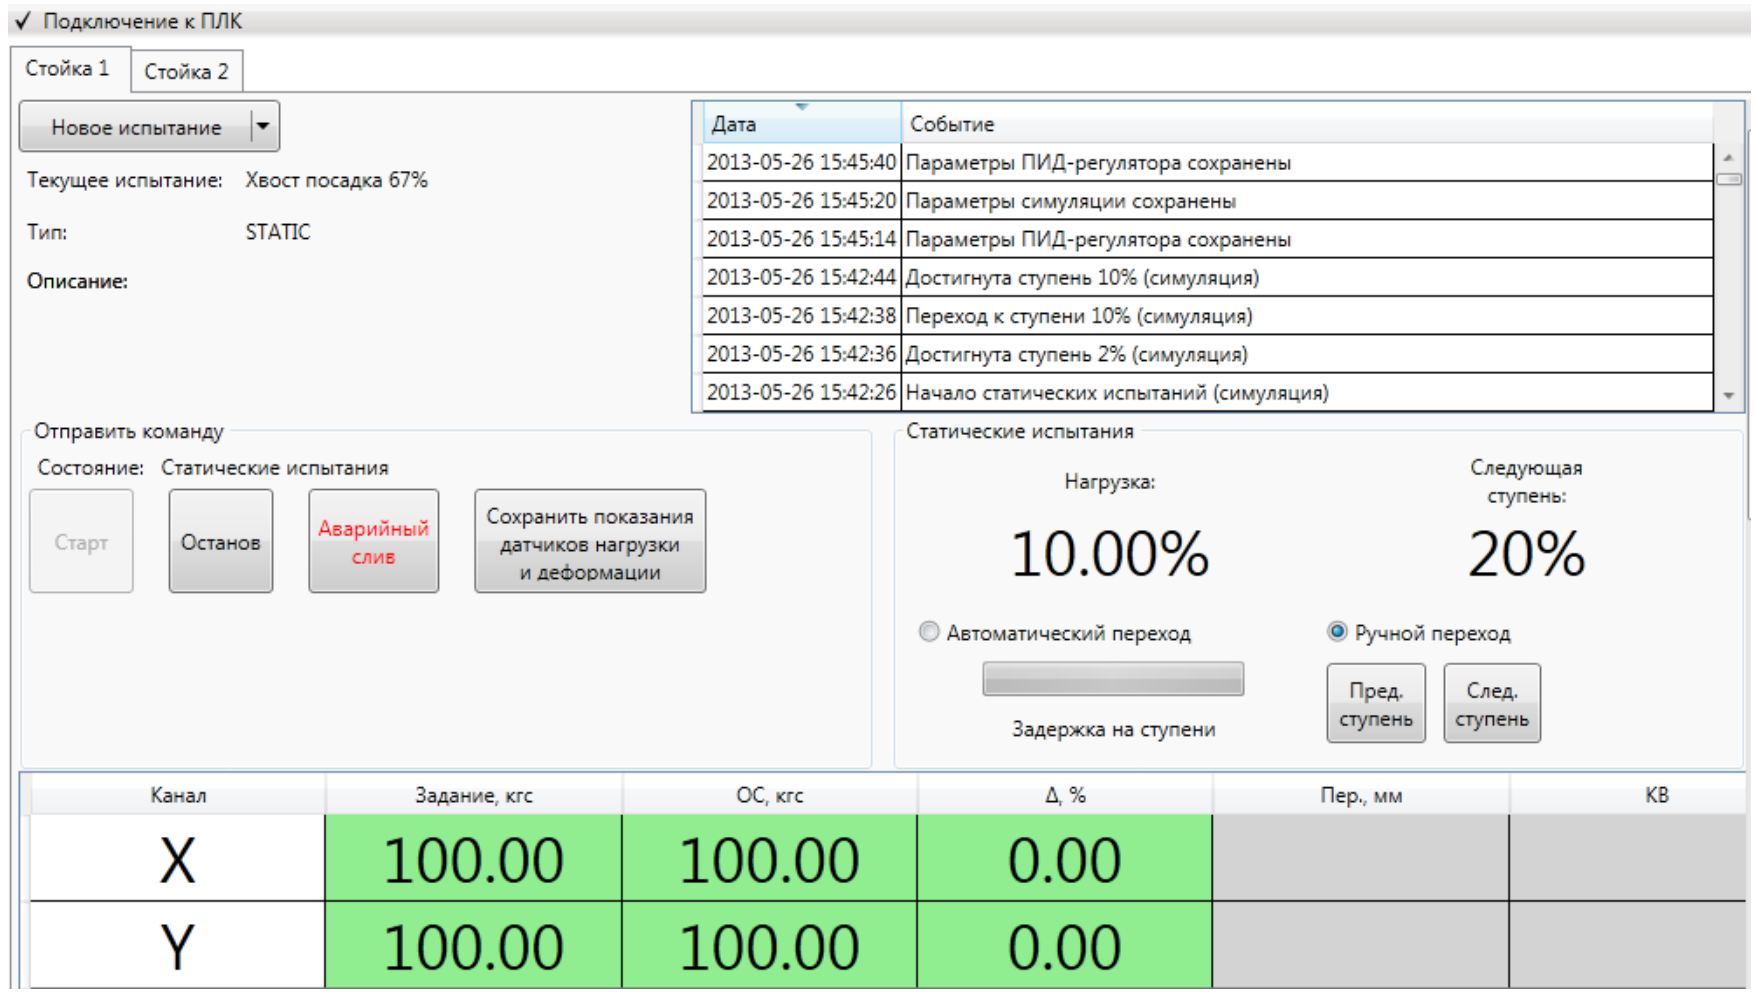 ✓ Подключение к ПЛК
Стойка 1 Стойка 2
Новое испытание
Текущее испытание: Хвост посадка 67%
Тип: STATIC
Описание:
Дата Событие
2013-05-26 15:45:40 Параметры ПИД-регулятора сохранены
2013-05-26 15:45:20 Параметры симуляции сохранены
2013-05-26 15:45:14 Параметры ПИД-регулятора сохранены
2013-05-26 15:42:44 Достигнута ступень 10% (симуляция)
2013-05-26 15:42:38 Переход к ступени 10% (симуляция)
2013-05-26 15:42:36 Достигнута ступень 2% (симуляция)
2013-05-26 15:42:26 Начало статических испытаний (симуляция)
Отправить команду
Состояние: Статические испытания
Старт
Останов
Аварийный
слив
Сохранить показания
датчиков нагрузки
и деформации
Статические испытания
Нагрузка:
10.00%
Следующая
ступень:
20%
Автоматический переход
Задержка на ступени
Ручной переход
Пред.
ступень
След.
ступень
Канал Задание, кгс ОС, кгс Δ, % Пер., мм КВ
X 100.00 100.00 0.00
Y 100.00 100.00 0.00